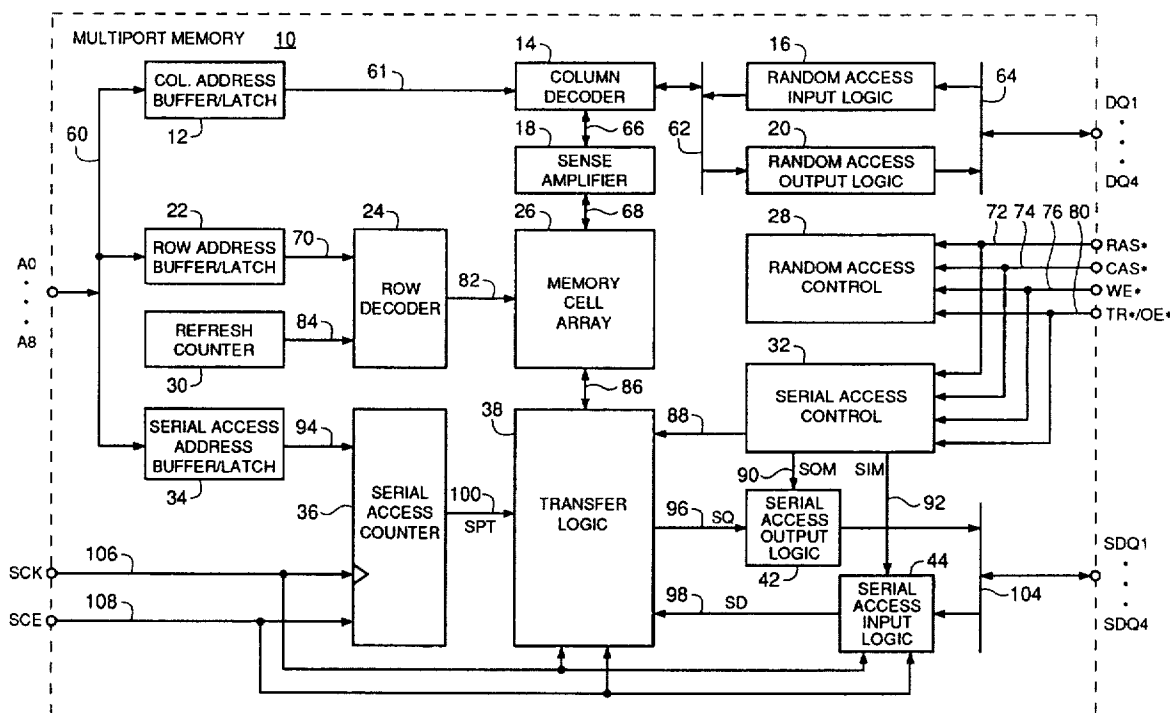 MULTIPORT MEMORY 10
COL. ADDRESS
BUFFER/LATCH
12
60
61
14
COLUMN
DECODER
66
18
SENSE
AMPLIFIER
68
62
16
RANDOM ACCESS
INPUT LOGIC
20
RANDOM ACCESS
OUTPUT LOGIC
64
DQ1
DQ4
22
ROW ADDRESS
BUFFER/LATCH
70
24
ROW
DECODER
82
26
MEMORY
CELL
ARRAY
28
RANDOM ACCESS
CONTROL
72
74
76
80
RAS*
CAS*
WE*
TR*/OE*
A0
A8
REFRESH
COUNTER
30
84
86
32
SERIAL ACCESS
CONTROL
SERIAL ACCESS
ADDRESS
BUFFER/LATCH
34
94
36
SERIAL
ACCESS
COUNTER
100
SPT
38
TRANSFER
LOGIC
88
90
SOM
SIM
92
96
SQ
SERIAL
ACCESS
OUTPUT
LOGIC
42
98
SD
44
SERIAL
ACCESS
INPUT
LOGIC
104
SDQ1
SDQ4
SCK
106
SCE
108